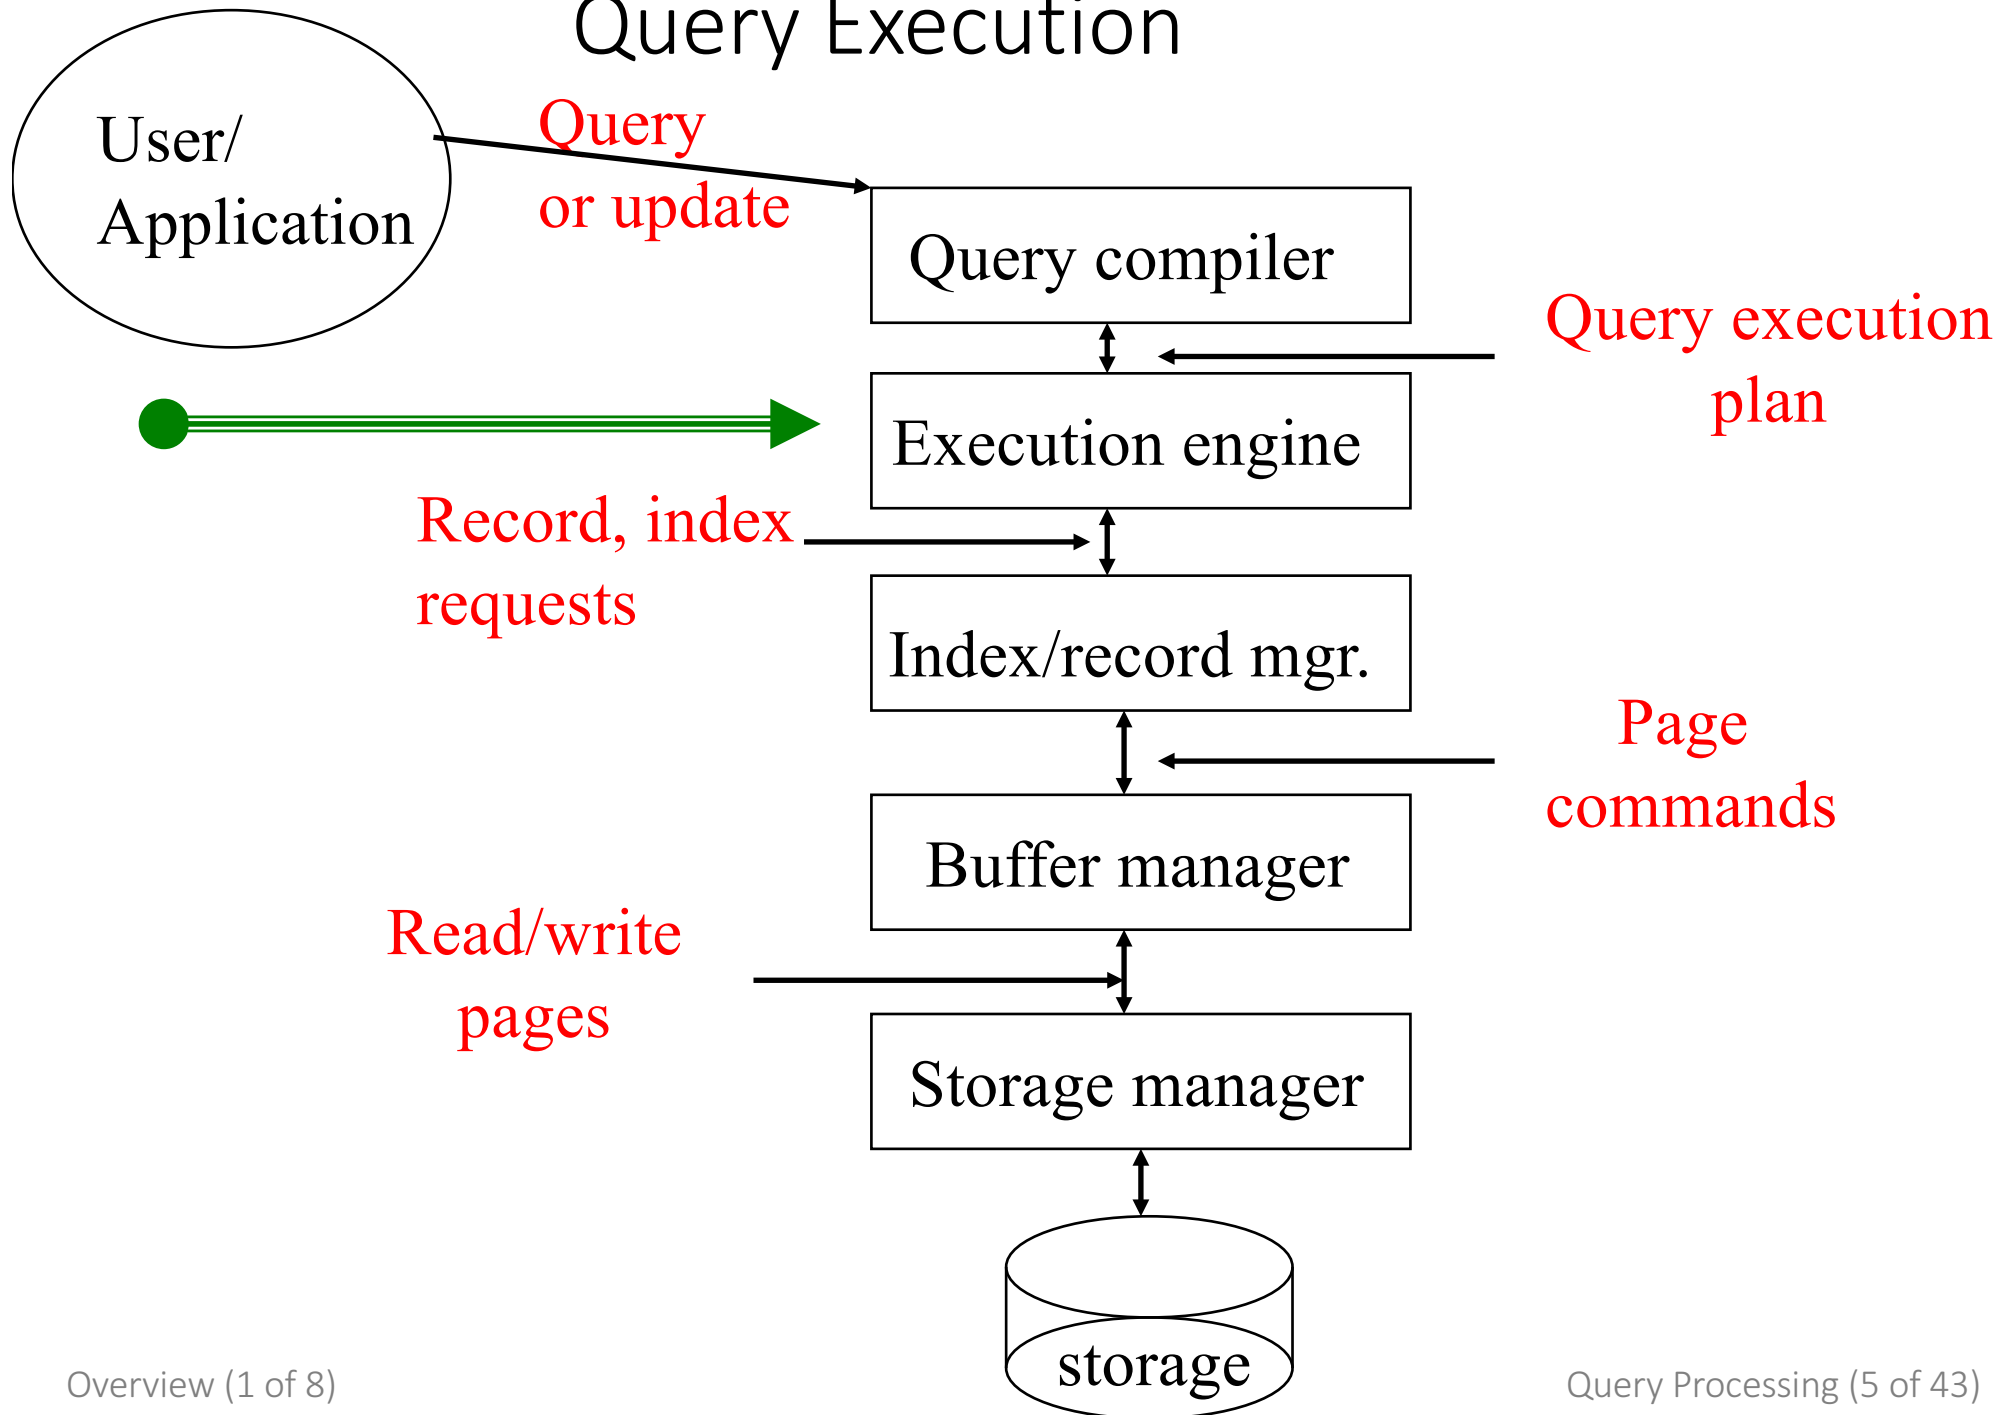 Query Execution
User/
Application
Query
or update
Query compiler
Query execution
plan
Execution engine
Record, index
requests
Index/record mgr.
Page
commands
Buffer manager
Read/write
pages
Storage manager
storage
Overview (1 of 8)
Query Processing (5 of 43)